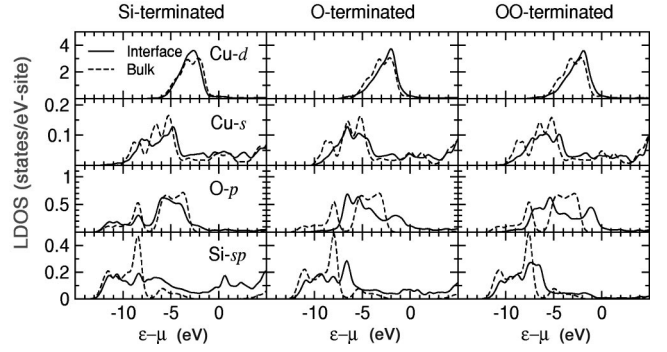 Si-terminated O-terminated OO-terminated
LDOS (states/eV-site)
4
2
0
Interface
Bulk
Cu-d
0.2
0.1
Cu-s
1
0.5
O-p
0.4
0.2
0
Si-sp
-10 -5 0 -10 -5 0 -10 -5 0
ε−μ (eV) ε−μ (eV) ε−μ (eV)